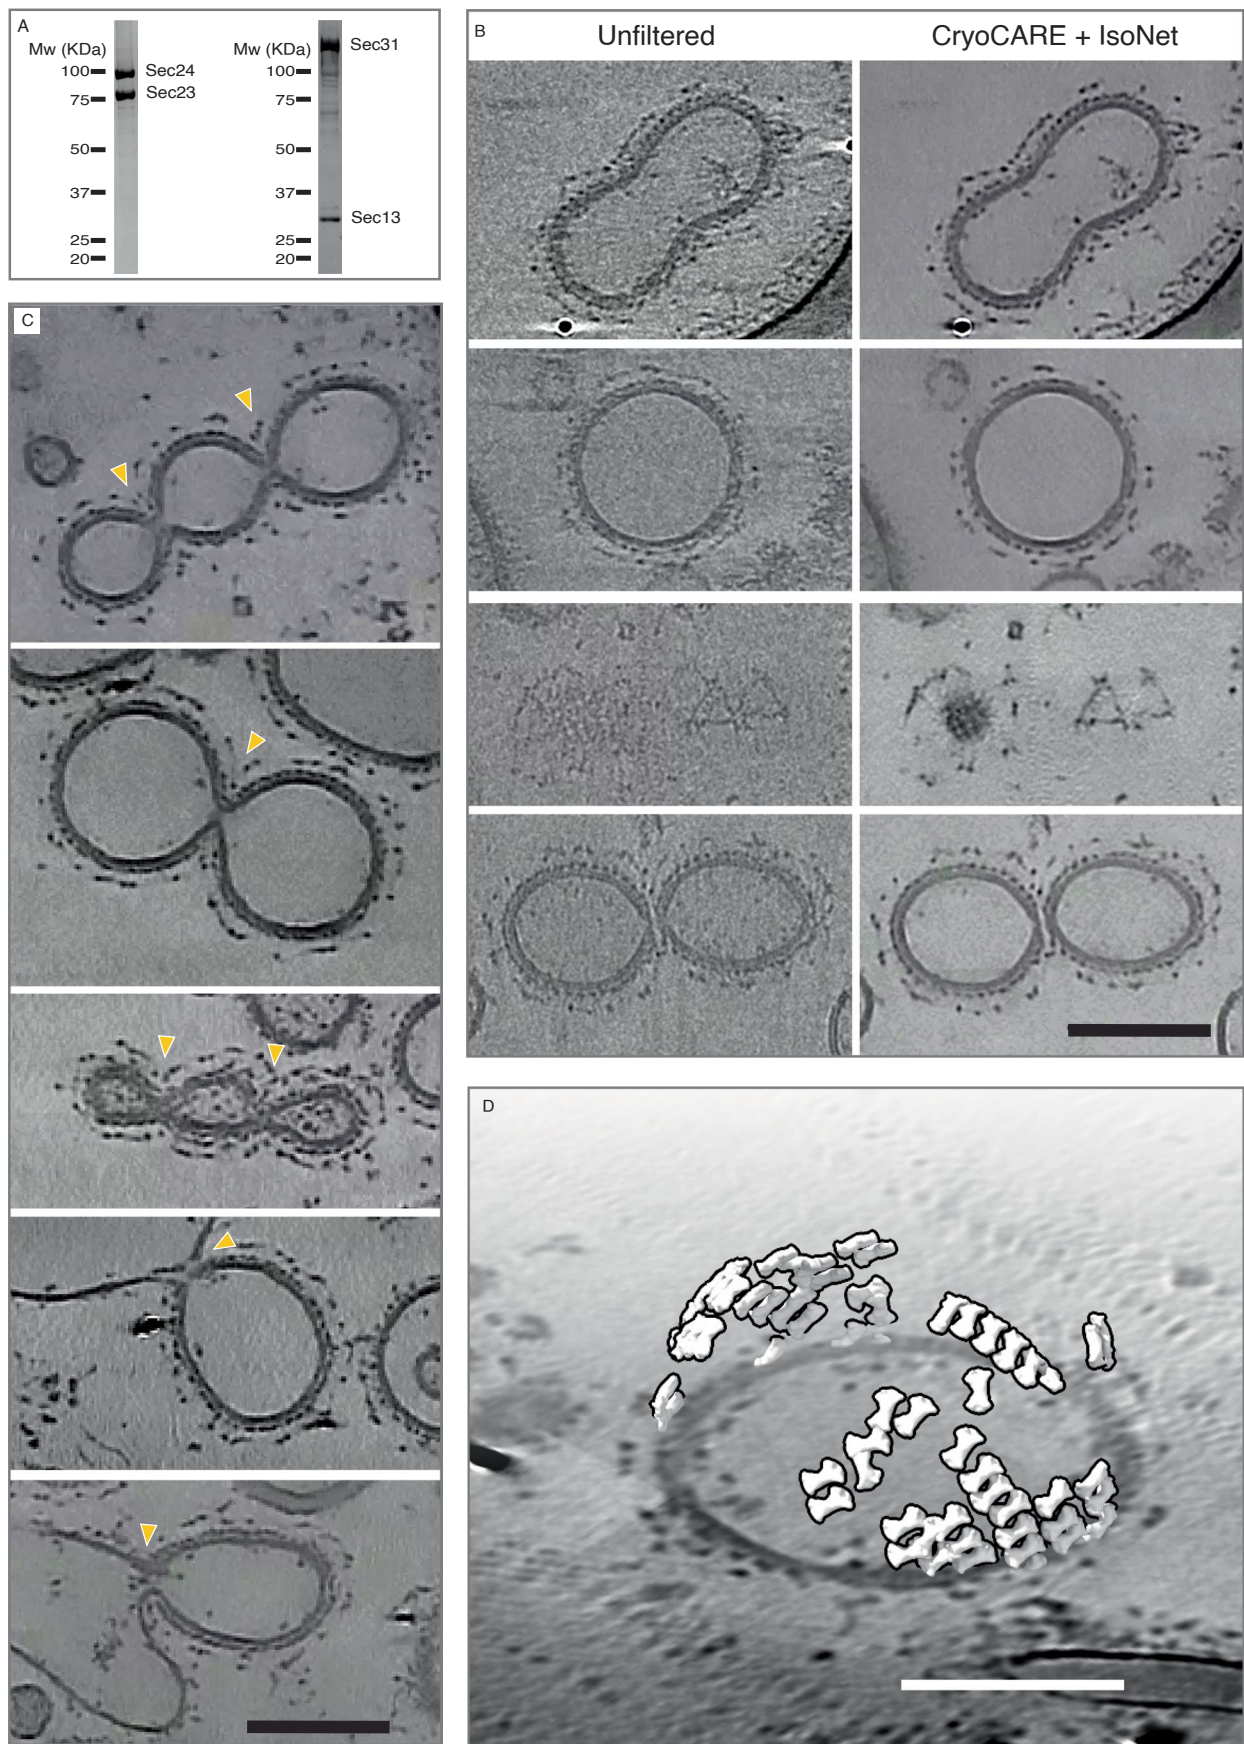 A
Mw (KDa)
100
75
50
37
25
20
Sec24
Sec23
Mw (KDa)
100
75
50
37
25
20
Sec31
Sec13
B
Unfiltered
CryoCARE + IsoNet
C
D